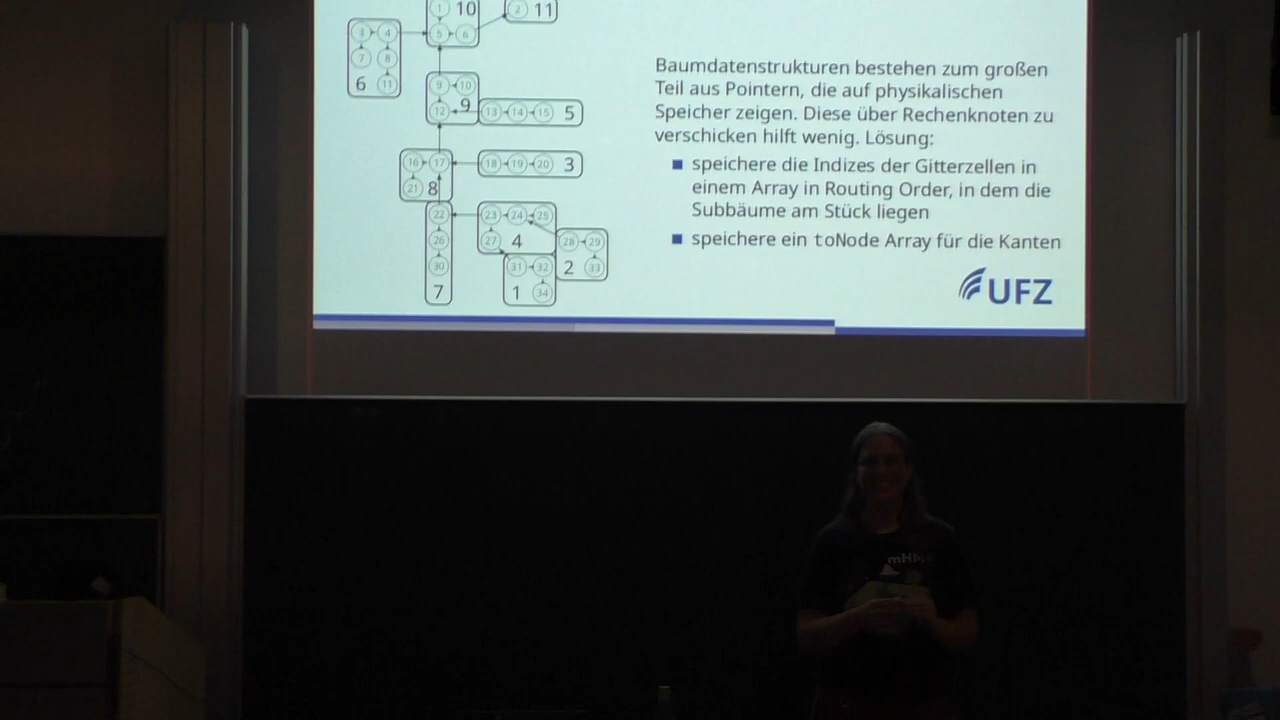 1 10
2 11
3 4
5 6
7 8
6 11
9 10
9
12
13 14 15 5
16 17
18 19 20 3
21 8
22
23 24 25
26
27 4
28 29
30
31 32
2 33
7
1 34
Baumdatenstrukturen bestehen zum großen
Teil aus Pointern, die auf physikalischen
Speicher zeigen. Diese über Rechenknoten zu
verschicken hilft wenig. Lösung:
speichere die Indizes der Gitterzellen in
einem Array in Routing Order, in dem die
Subbäume am Stück liegen
speichere ein toNode Array für die Kanten
UFZ